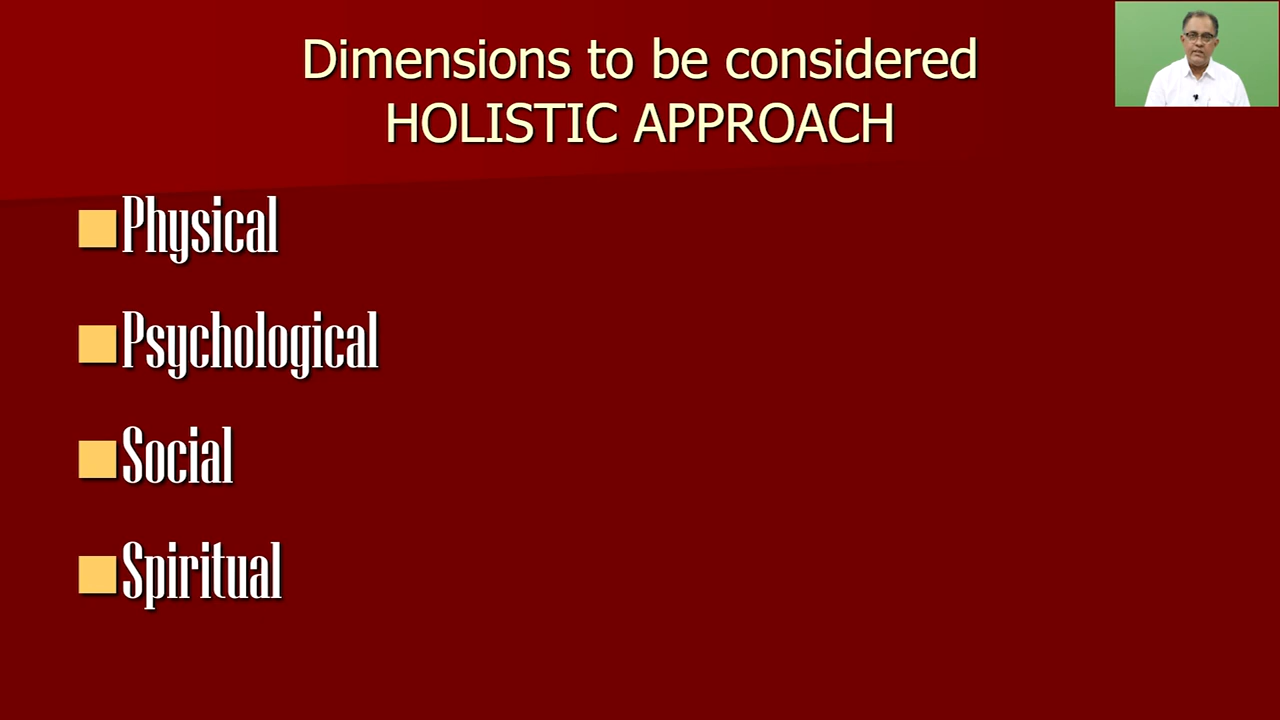 Dimensions to be considered
HOLISTIC APPROACH
Physical
Psychological
Social
Spiritual